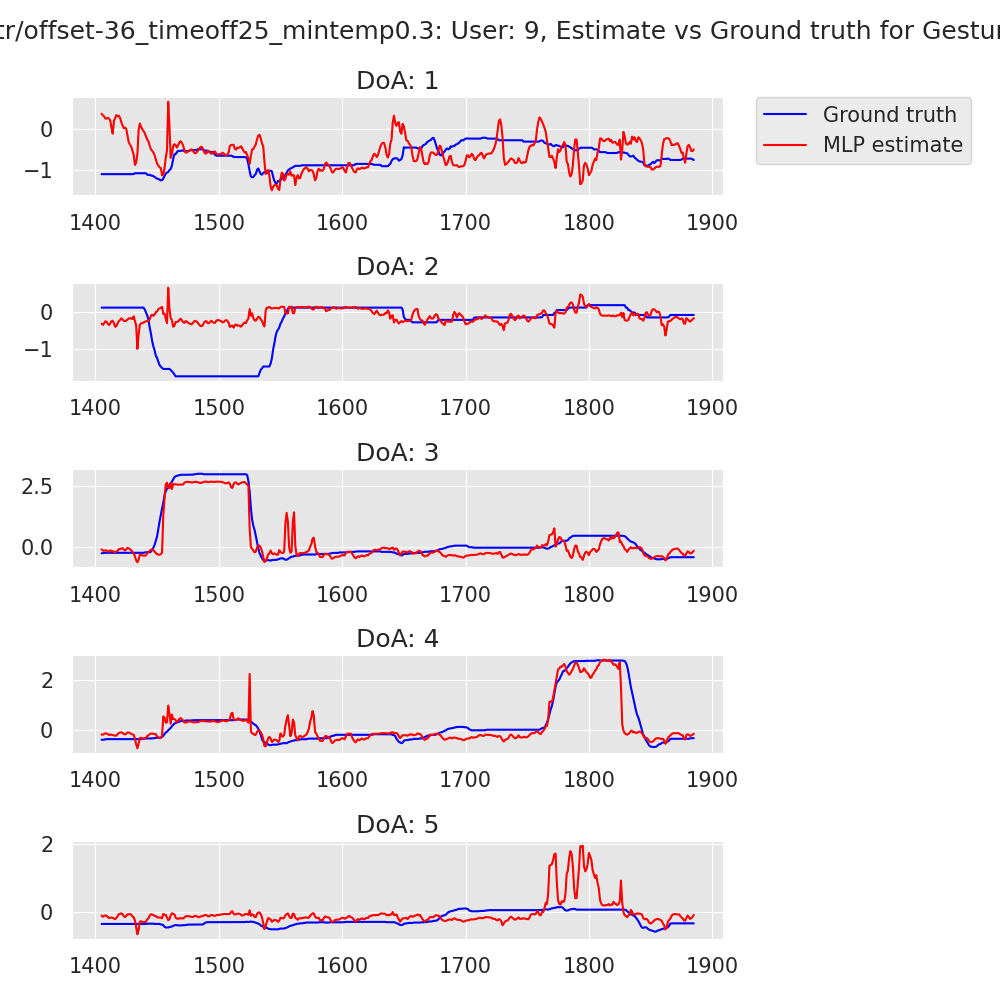 tr/offset-36_timeoff25_mintemp0.3: User: 9, Estimate vs Ground truth for Gestur
DoA: 1
Ground truth
MLP estimate
0
−1
1400 1500 1600 1700 1800 1900
DoA: 2
0
−1
1400 1500 1600 1700 1800 1900
DoA: 3
2.5
0.0
1400 1500 1600 1700 1800 1900
DoA: 4
2
0
1400 1500 1600 1700 1800 1900
DoA: 5
2
0
1400 1500 1600 1700 1800 1900